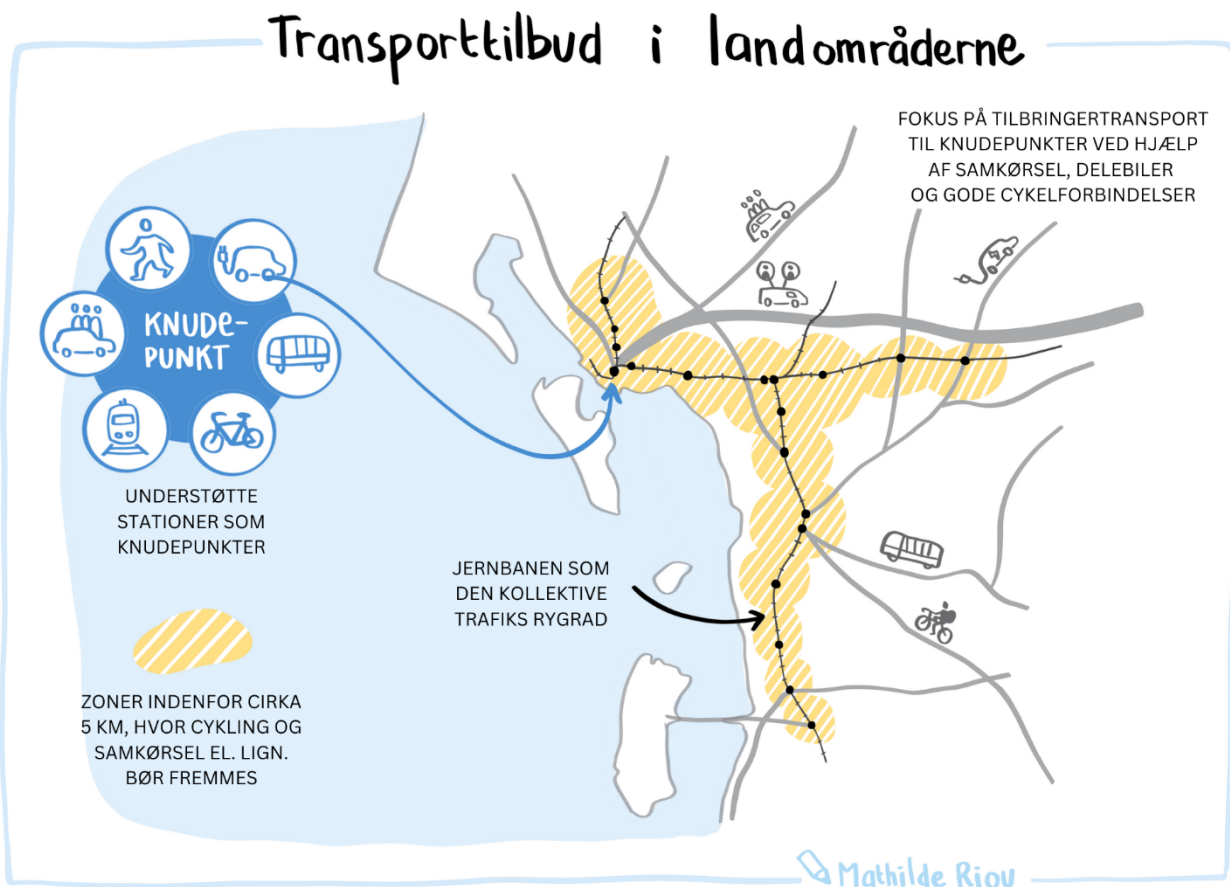 Transporttilbud i landområderne
FOKUS PÅ TILBRINGERTRANSPORT
TIL KNUDEPUNKTER VED HJÆLP
AF SAMKØRSEL, DELEBILER
OG GODE CYKELFORBINDELSER
KNUDE-
PUNKT
UNDERSTØTTE
STATIONER SOM
KNUDEPUNKTER
JERNBANEN SOM
DEN KOLLEKTIVE
TRAFIKS RYGRAD
ZONER INDENFOR CIRKA
5 KM, HVOR CYKLING OG
SAMKØRSEL EL. LIGN.
BØR FREMMES
Mathilde Riou